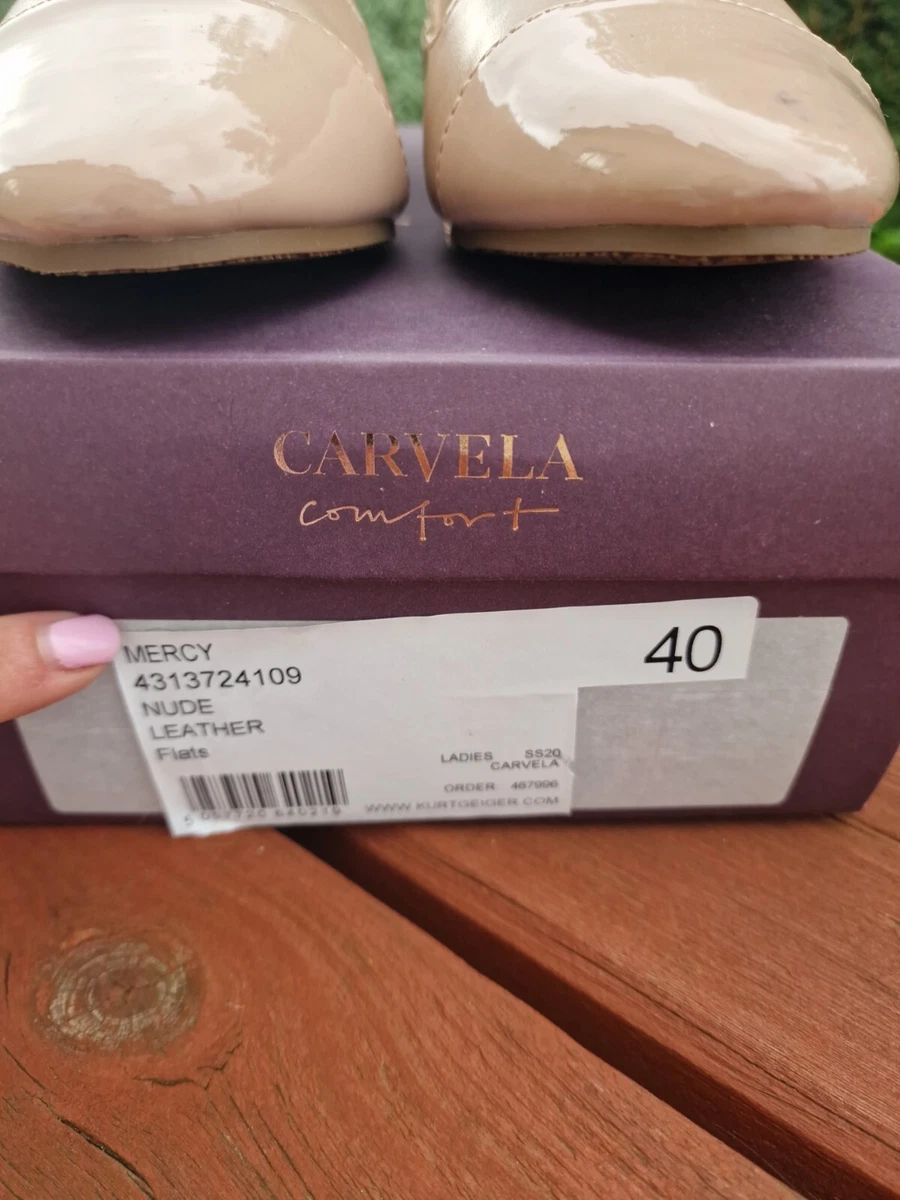 CARVELA
comfort
MERCY
40
4313724109
NUDE
LEATHER
Flats
LADIES SS20
CARVELA
ORDER 467996
WWW.KURTGEIGER.COM